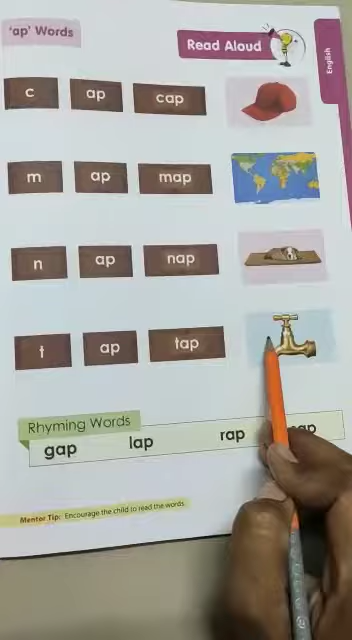 'ap' Words
Read Aloud
English
c ap cap
m ap map
n ap nap
t ap tap
Rhyming Words
gap lap rap
Mentor Tip: Encourage the child to read the words.